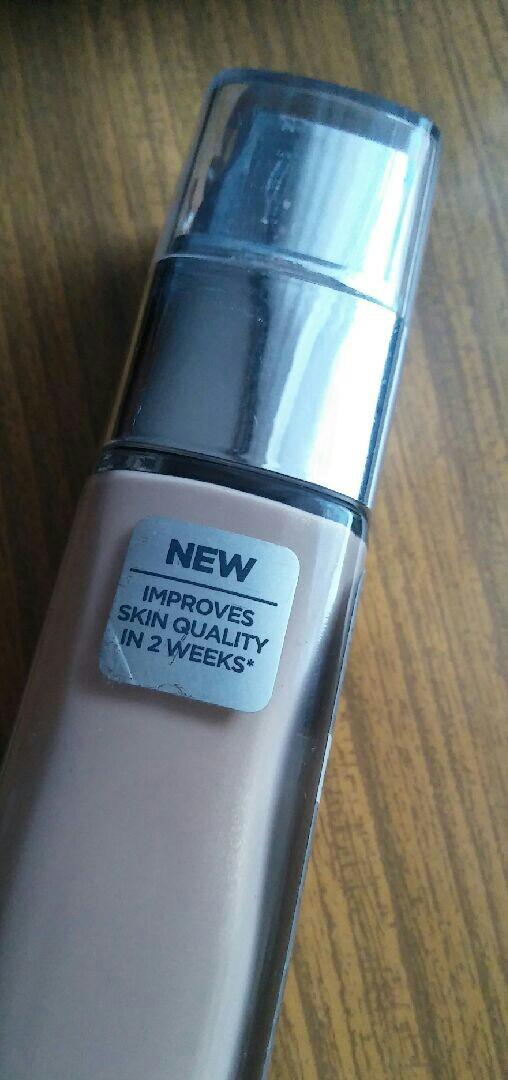 NEW
IMPROVES
SKIN QUALITY
IN 2 WEEKS*